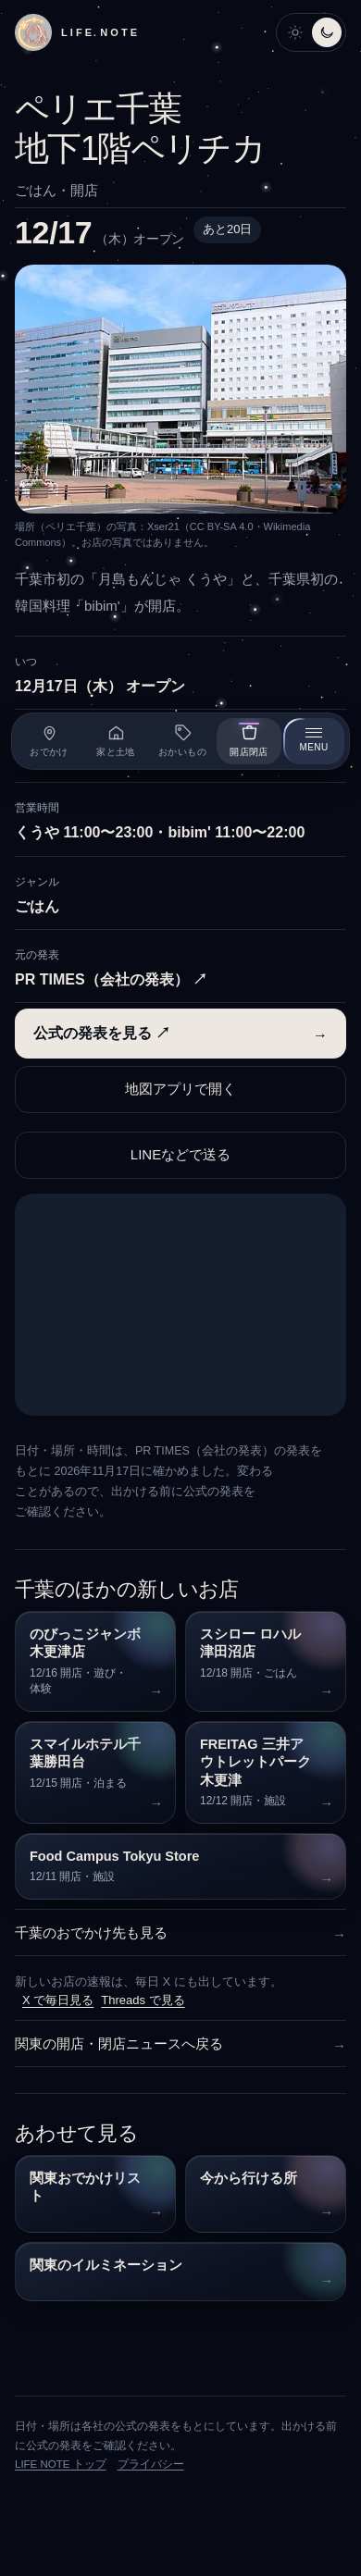 LIFE. NOTE
ペリエ千葉
地下1階ペリチカ
ごはん・開店
12/17（木）オープン あと20日
場所（ペリエ千葉）の写真：Xser21（CC BY-SA 4.0・Wikimedia
Commons）。お店の写真ではありません。
千葉市初の「月島もんじゃ くうや」と、千葉県初の
韓国料理「bibim'」が開店。
いつ
12月17日（木） オープン
おでかけ
家と土地
おかいもの
開店閉店
MENU
営業時間
くうや 11:00〜23:00・bibim' 11:00〜22:00
ジャンル
ごはん
元の発表
PR TIMES（会社の発表） ↗
公式の発表を見る ↗ →
地図アプリで開く
LINEなどで送る
日付・場所・時間は、PR TIMES（会社の発表）の発表を
もとに 2026年11月17日に確かめました。変わる
ことがあるので、出かける前に公式の発表を
ご確認ください。
千葉のほかの新しいお店
のびっこジャンボ
木更津店
12/16 開店・遊び・
体験 →
スシロー ロハル
津田沼店
12/18 開店・ごはん
→
スマイルホテル千
葉勝田台
12/15 開店・泊まる
→
FREITAG 三井ア
ウトレットパーク
木更津
12/12 開店・施設 →
Food Campus Tokyu Store
12/11 開店・施設 →
千葉のおでかけ先も見る →
新しいお店の速報は、毎日 X にも出しています。
X で毎日見る Threads で見る
関東の開店・閉店ニュースへ戻る →
あわせて見る
関東おでかけリス
ト →
今から行ける所
→
関東のイルミネーション
→
日付・場所は各社の公式の発表をもとにしています。出かける前
に公式の発表をご確認ください。
LIFE NOTE トップ プライバシー